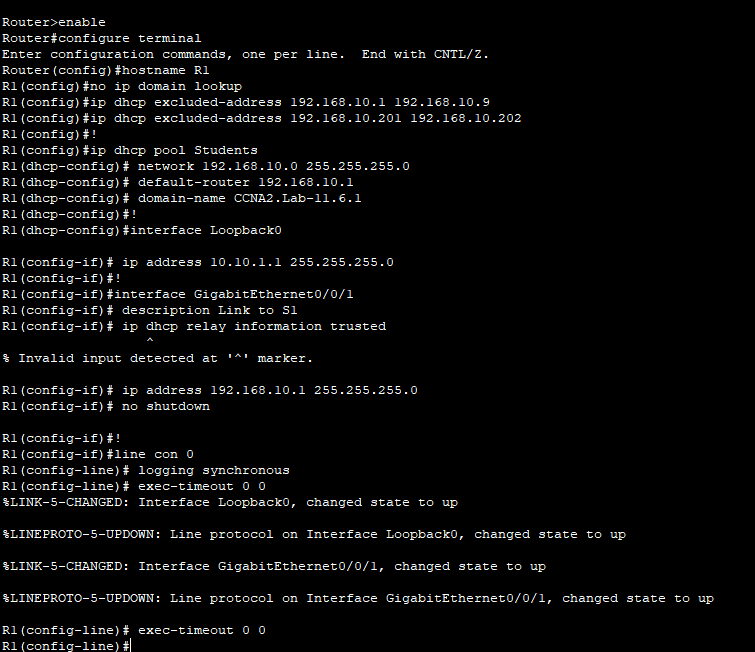 Router>enable
Router#configure terminal
Enter configuration commands, one per line.  End with CNTL/Z.
Router(config)#hostname R1
R1(config)#no ip domain lookup
R1(config)#ip dhcp excluded-address 192.168.10.1 192.168.10.9
R1(config)#ip dhcp excluded-address 192.168.10.201 192.168.10.202
R1(config)#!
R1(config)#ip dhcp pool Students
R1(dhcp-config)# network 192.168.10.0 255.255.255.0
R1(dhcp-config)# default-router 192.168.10.1
R1(dhcp-config)# domain-name CCNA2.Lab-11.6.1
R1(dhcp-config)#!
R1(dhcp-config)#interface Loopback0
R1(config-if)# ip address 10.10.1.1 255.255.255.0
R1(config-if)#!
R1(config-if)#interface GigabitEthernet0/0/1
R1(config-if)# description Link to S1
R1(config-if)# ip dhcp relay information trusted
^
% Invalid input detected at '^' marker.
R1(config-if)# ip address 192.168.10.1 255.255.255.0
R1(config-if)# no shutdown
R1(config-if)#!
R1(config-if)#line con 0
R1(config-line)# logging synchronous
R1(config-line)# exec-timeout 0 0
%LINK-5-CHANGED: Interface Loopback0, changed state to up
%LINEPROTO-5-UPDOWN: Line protocol on Interface Loopback0, changed state to up
%LINK-5-CHANGED: Interface GigabitEthernet0/0/1, changed state to up
%LINEPROTO-5-UPDOWN: Line protocol on Interface GigabitEthernet0/0/1, changed state to up
R1(config-line)# exec-timeout 0 0
R1(config-line)#